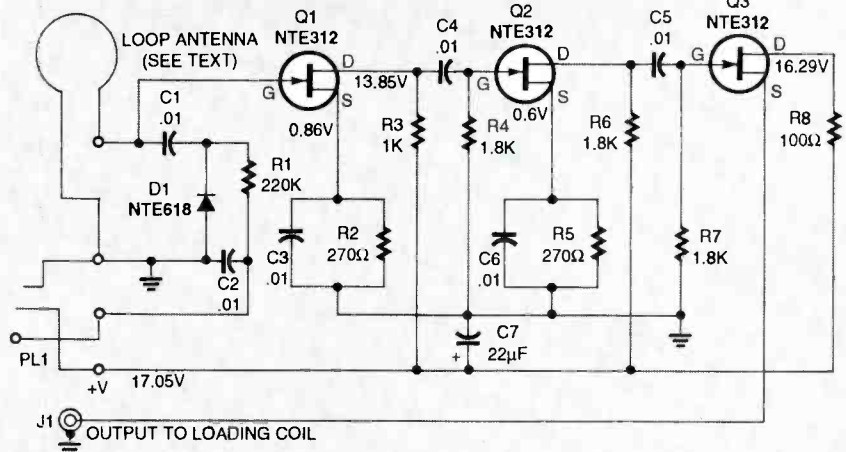 LOOP ANTENNA
(SEE TEXT)
Q1
NTE312
D
G
S
13.85V
0.86V
C4
.01
Q2
NTE312
D
G
S
0.6V
C5
.01
Q3
NTE312
D
G
S
16.29V
C1
.01
D1
NTE618
R1
220K
C2
.01
C3
.01
R2
270Ω
R3
1K
R4
1.8K
C6
.01
R5
270Ω
R6
1.8K
R7
1.8K
R8
100Ω
C7
22µF
+
PL1
+V
17.05V
J1
OUTPUT TO LOADING COIL